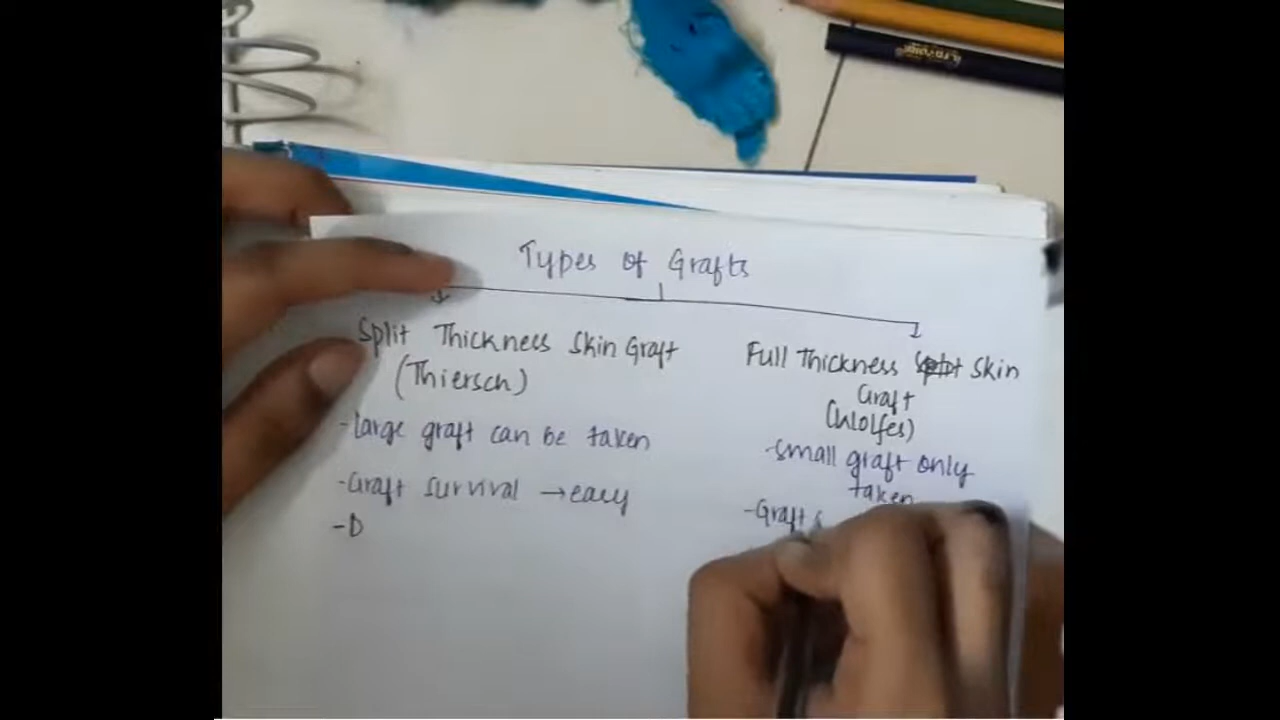 Types of Grafts
Split Thickness Skin Graft
(Thiersch)
-large graft can be taken
-Graft survival → easy
-D
Full Thickness Skin
Graft
(Wolfes)
-small graft only
taken
-Graft s